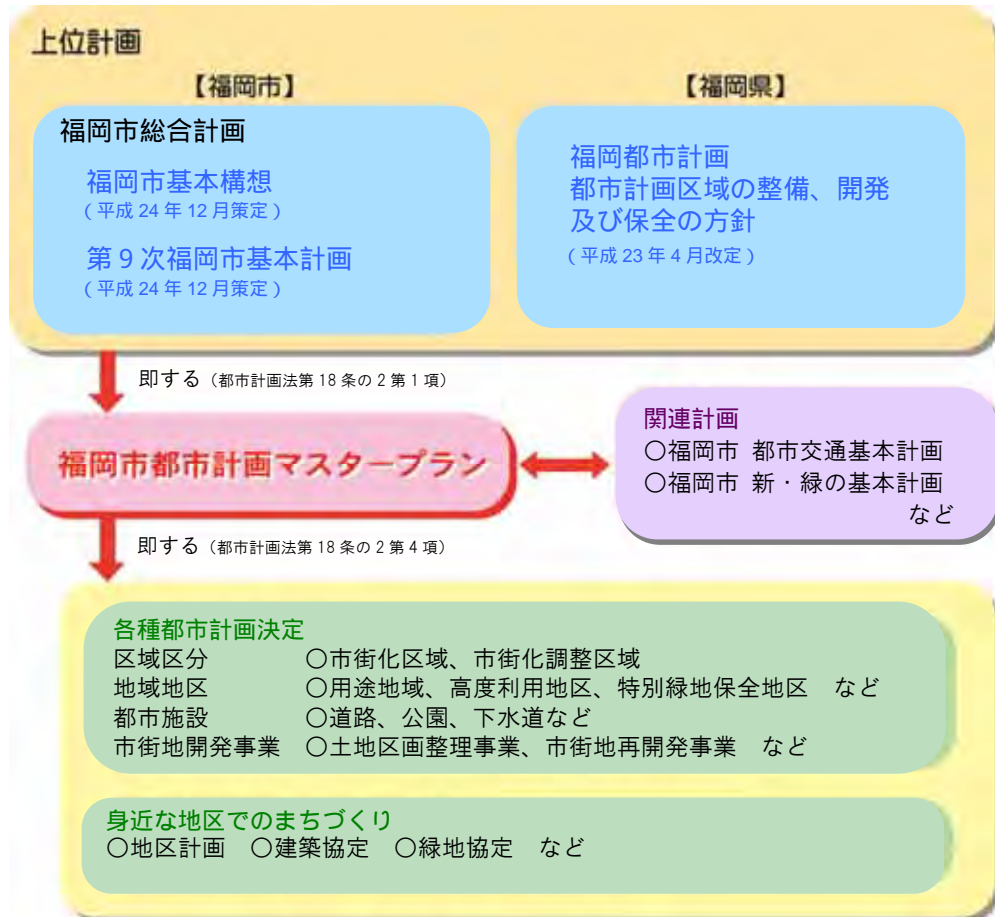 上位計画
【福岡市】
福岡市総合計画
福岡市基本構想
(平成24年12月策定)
第9次福岡市基本計画
(平成24年12月策定)
【福岡県】
福岡都市計画
都市計画区域の整備、開発
及び保全の方針
(平成23年4月改定)
即する(都市計画法第18条の2第1項)
福岡市都市計画マスタープラン
関連計画
○福岡市 都市交通基本計画
○福岡市 新・緑の基本計画
など
即する(都市計画法第18条の2第4項)
各種都市計画決定
区域区分 ○市街化区域、市街化調整区域
地域地区 ○用途地域、高度利用地区、特別緑地保全地区 など
都市施設 ○道路、公園、下水道など
市街地開発事業 ○土地区画整理事業、市街地再開発事業 など
身近な地区でのまちづくり
○地区計画 ○建築協定 ○緑地協定 など